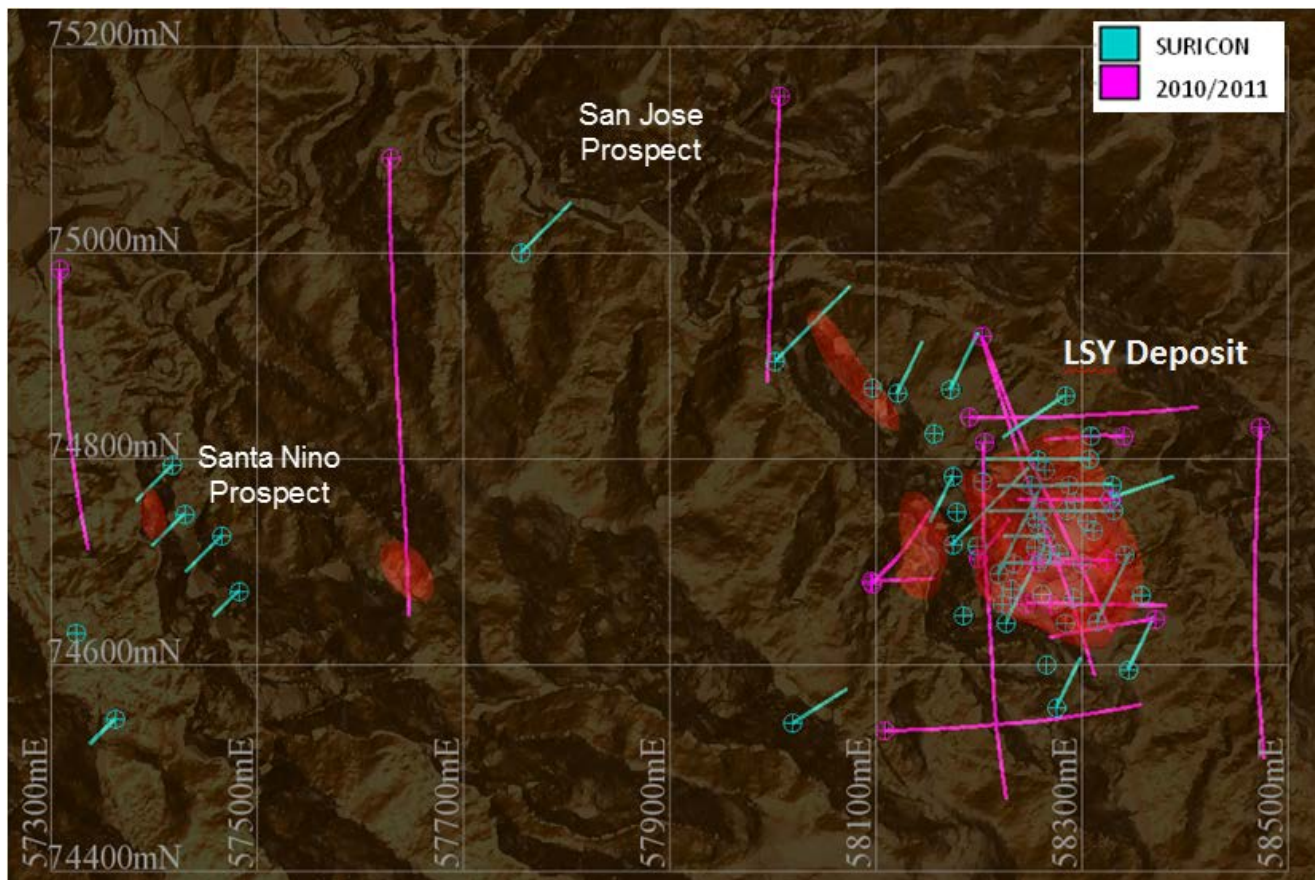 75200mN
SURICON
2010/2011
San Jose
Prospect
75000mN
LSY Deposit
74800mN
Santa Nino
Prospect
74600mN
74400mN
57300mE
57500mE
57700mE
57900mE
58100mE
58300mE
58500mE